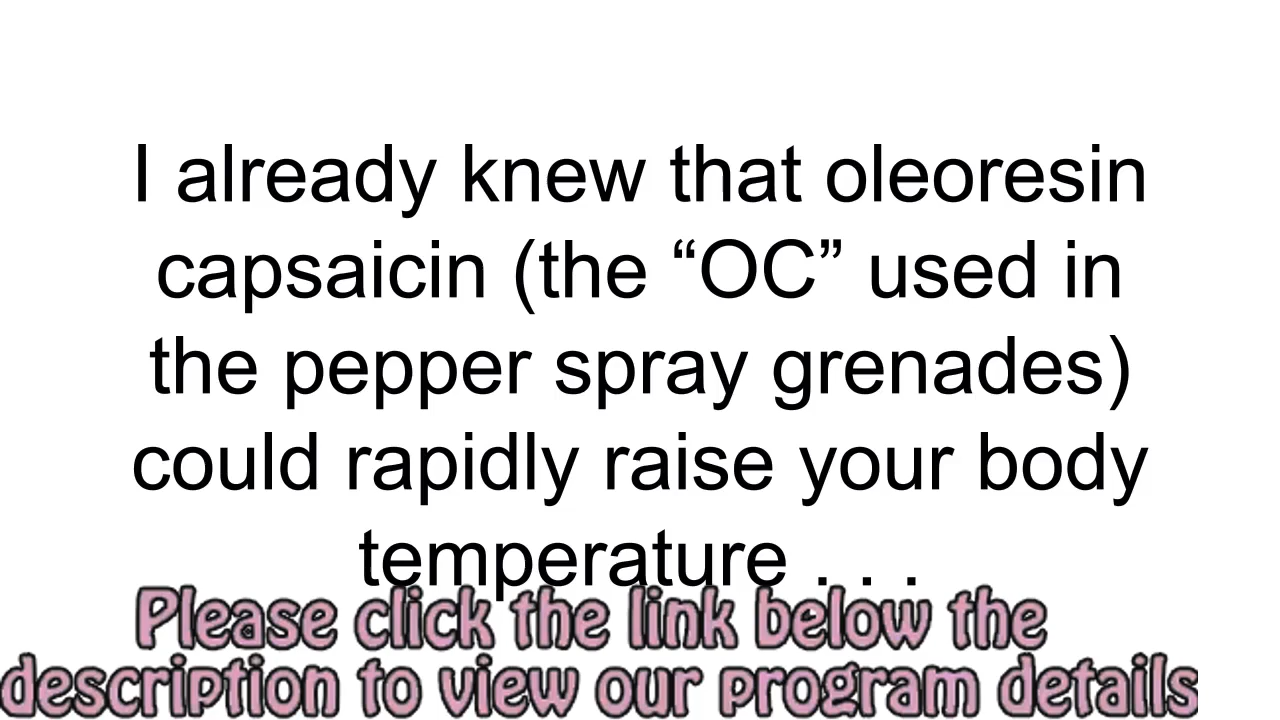 I already knew that oleoresin
capsaicin (the “OC” used in
the pepper spray grenades)
could rapidly raise your body
temperature . . .
Please click the link below the
description to view our program details